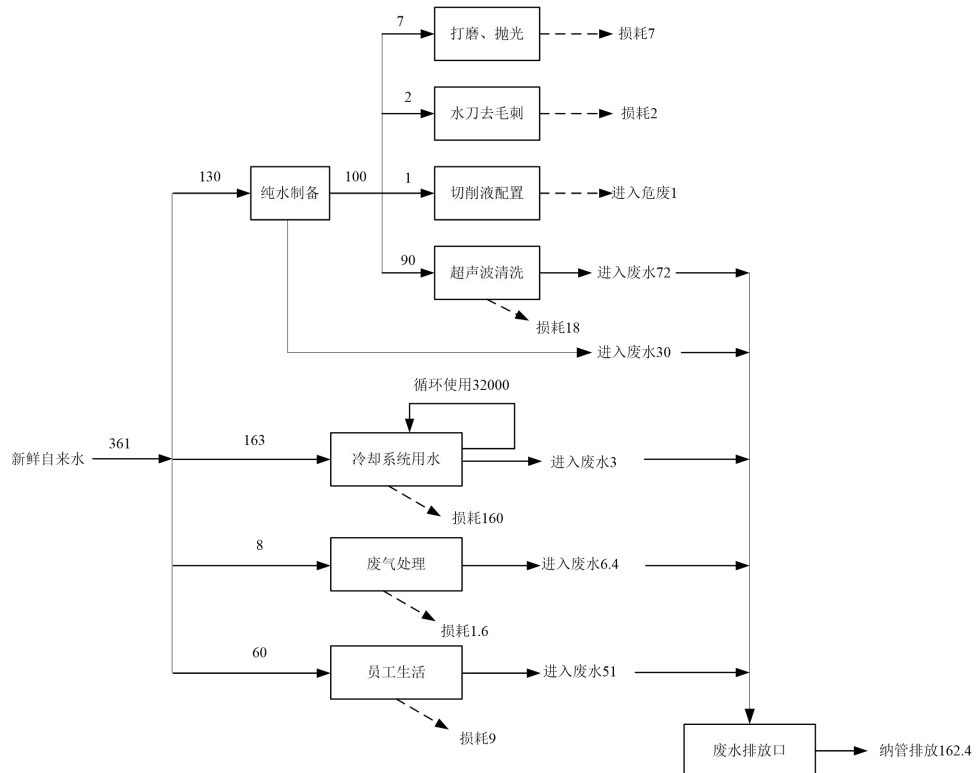 7
打磨、抛光
损耗7
2
水刀去毛刺
损耗2
130
纯水制备
100
1
切削液配置
进入危废1
90
超声波清洗
进入废水72
损耗18
进入废水30
循环使用32000
新鲜自来水
361
163
冷却系统用水
进入废水3
损耗160
8
废气处理
进入废水6.4
损耗1.6
60
员工生活
进入废水51
损耗9
废水排放口
纳管排放162.4